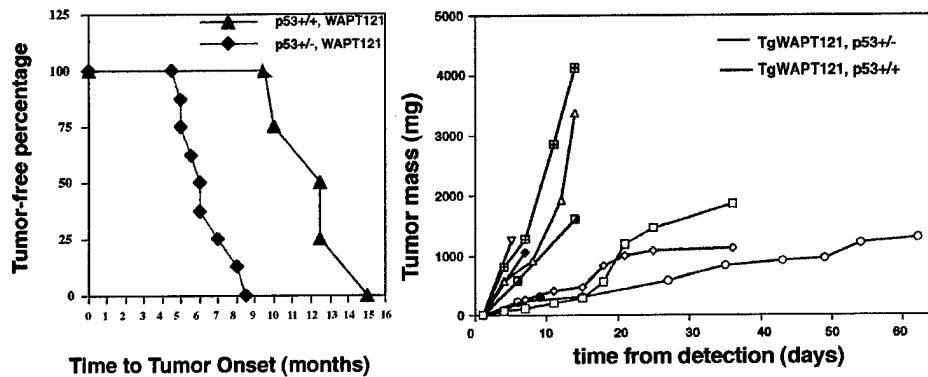 125
100
75
50
25
0
Tumor-free percentage
p53+/+, WAPT121
p53+/-, WAPT121
0 1 2 3 4 5 6 7 8 9 10 11 12 13 14 15 16
Time to Tumor Onset (months)
5000
4000
3000
2000
1000
0
Tumor mass (mg)
TgWAPT121, p53+/-
TgWAPT121, p53+/+
10 20 30 40 50 60
time from detection (days)